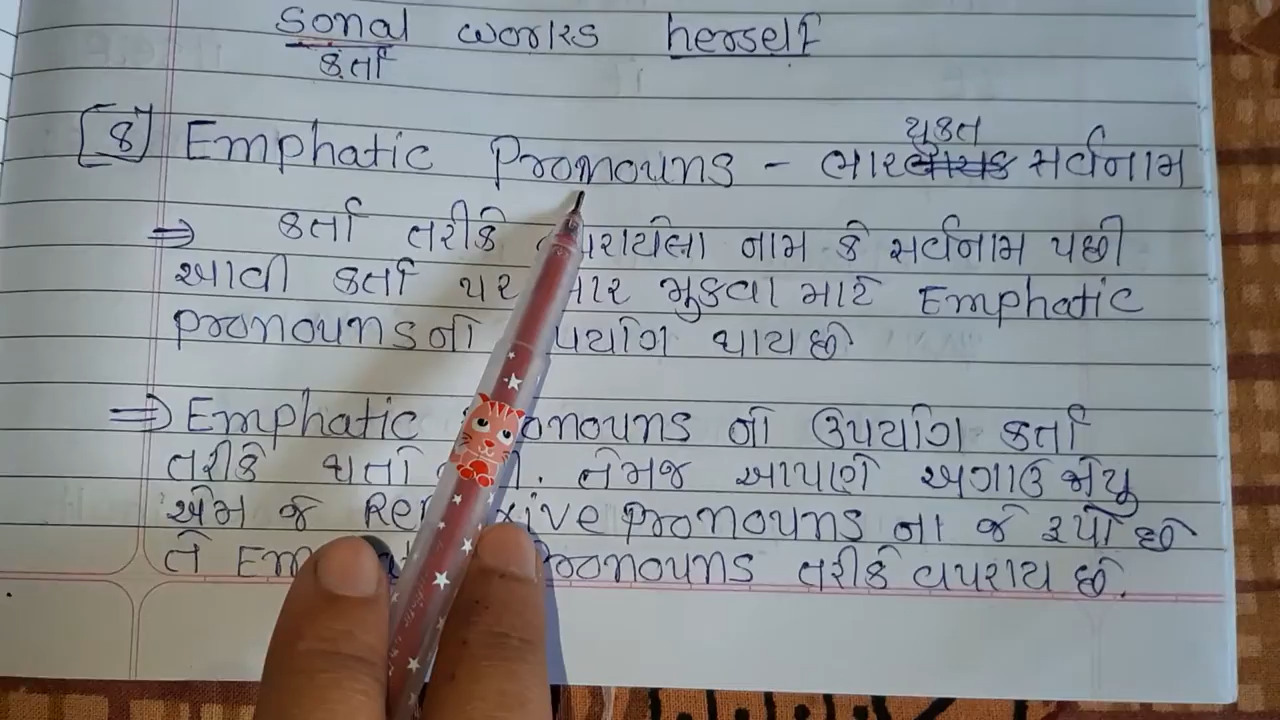 Sonal works herself
કર્તા
[8] Emphatic Pronouns - ભારયુક્ત સર્વનામ
⇒ કર્તા તરીકે વપરાયેલા નામ કે સર્વનામ પછી
આવી કર્તા પર ભાર મુકવા માટે Emphatic
Pronouns નો ઉપયોગ થાય છે
⇒ Emphatic Pronouns નો ઉપયોગ કર્તા
તરીકે થતો નથી. તેમજ આપણે અગાઉ જોયુ
એમ જ Reflexive Pronouns ના જે રૂપો છે
તે Emphatic Pronouns તરીકે વપરાય છે.